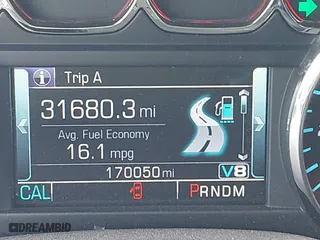 Trip A
31680.3 mi
Avg. Fuel Economy
16.1 mpg
170050 mi V8
CAL PRNDM
DREAMBID